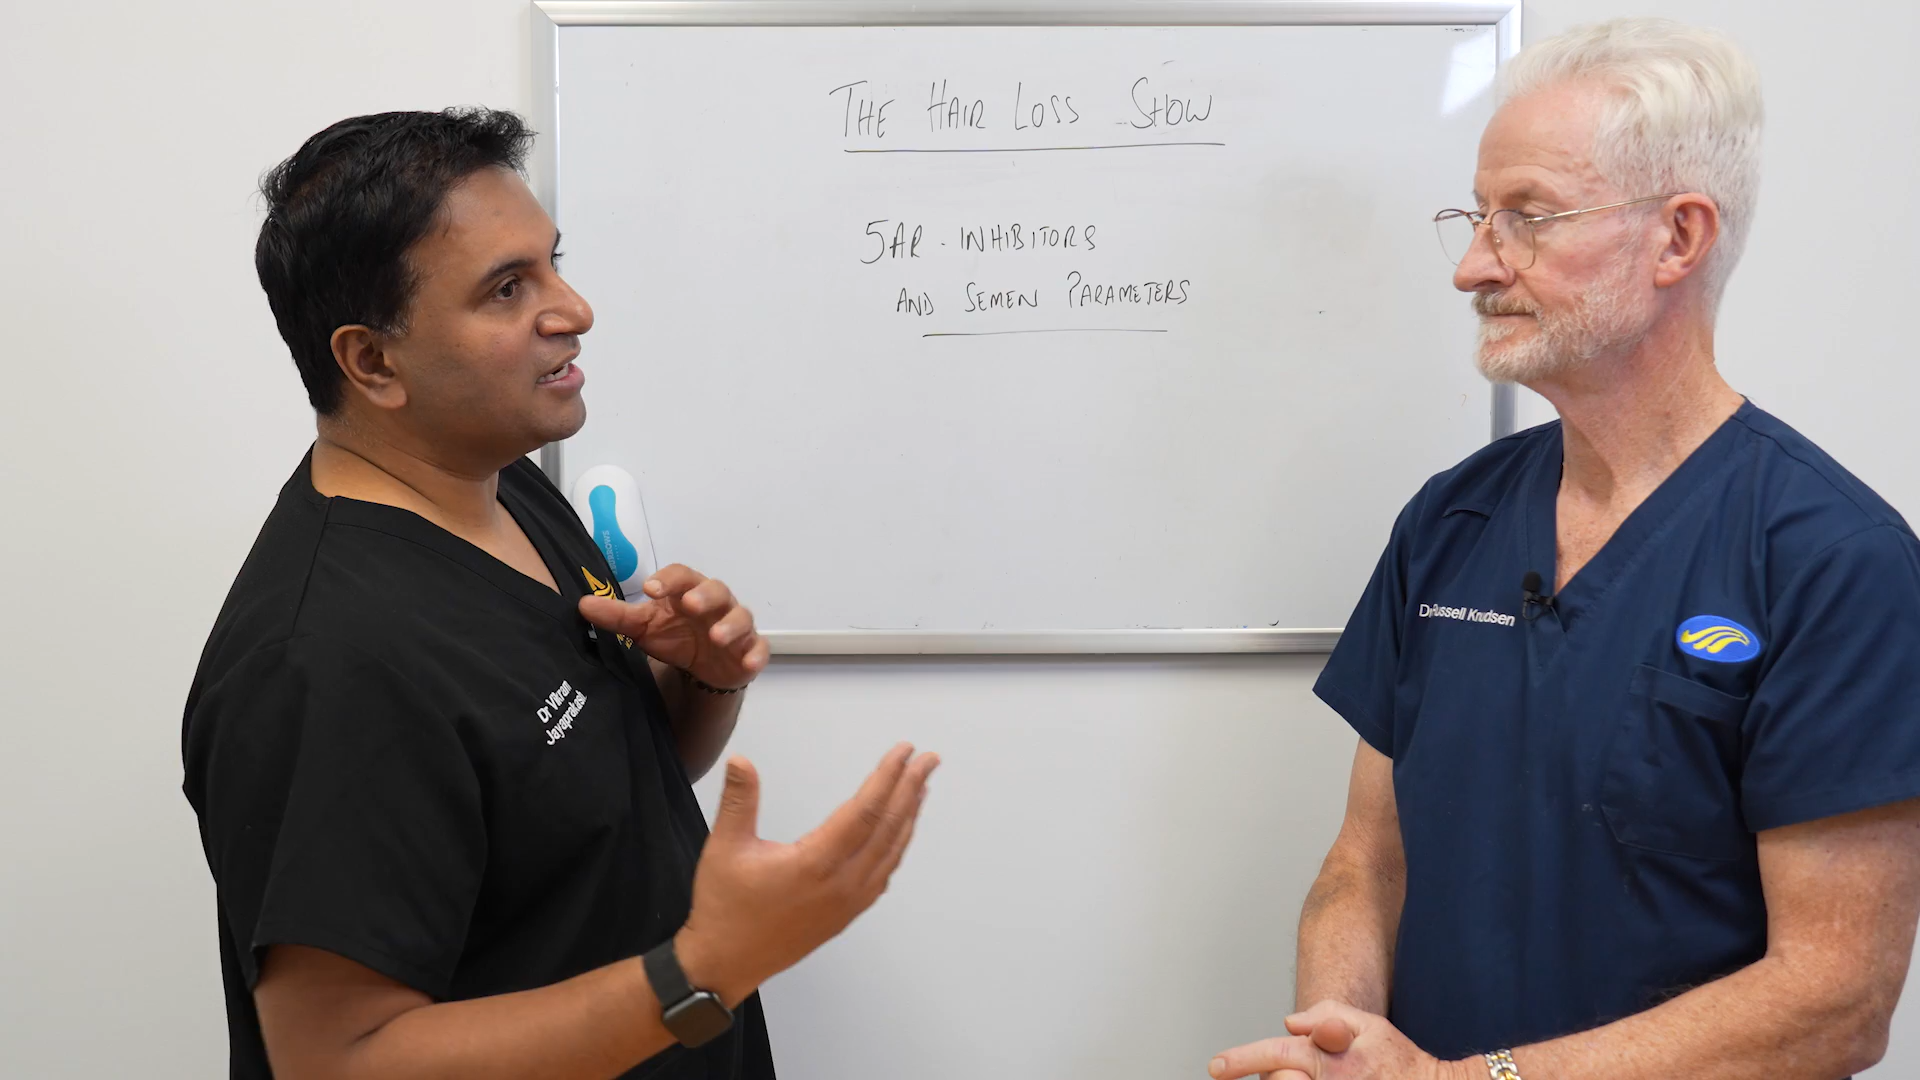 THE HAIR LOSS SHOW
5AR-INHIBITORS
AND SEMEN PARAMETERS
Dr Vikram
Jayaprakash
Dr Russell Knudsen